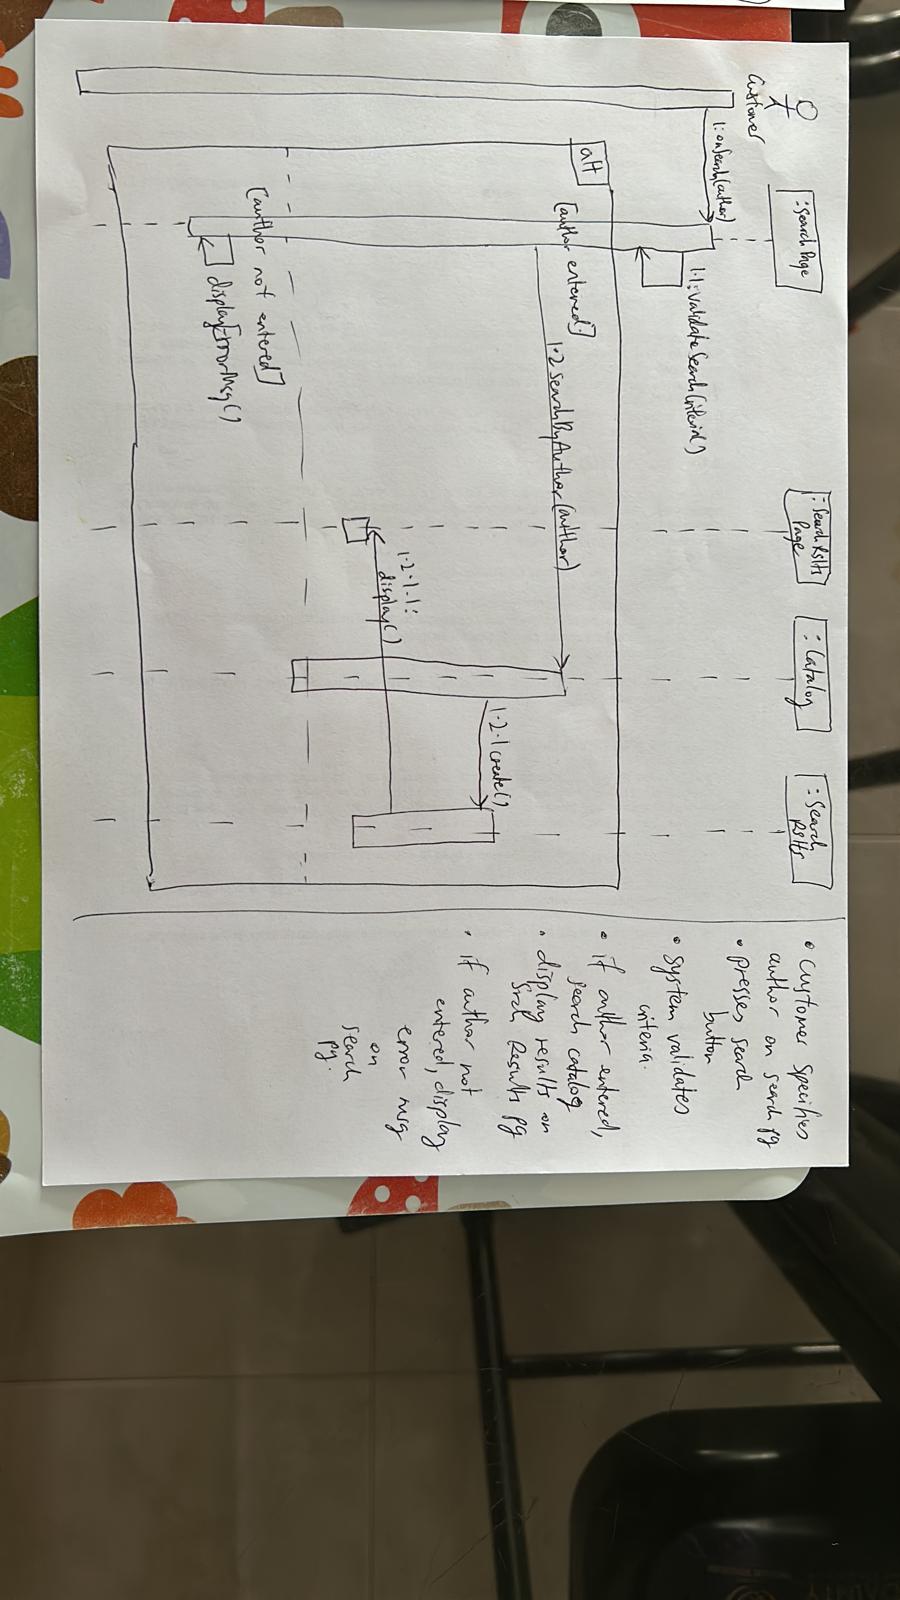 Customer
:SearchPage
:Search Rslts
Page
:Catalog
:Search
Rslts
1:onSearch(author)
1.1:validateSearchCriteria()
alt
[author entered]
1.2 searchByAuthor(author)
1.2.1 create()
1.2.1.1:
display()
[author not entered]
displayErrorMsg()
• Customer specifies
author on search pg
• presses search
button
• System validates
criteria.
• if author entered,
search catalog
• display results on
Srch Results pg
• if author not
entered, display
error msg
on
search
pg.